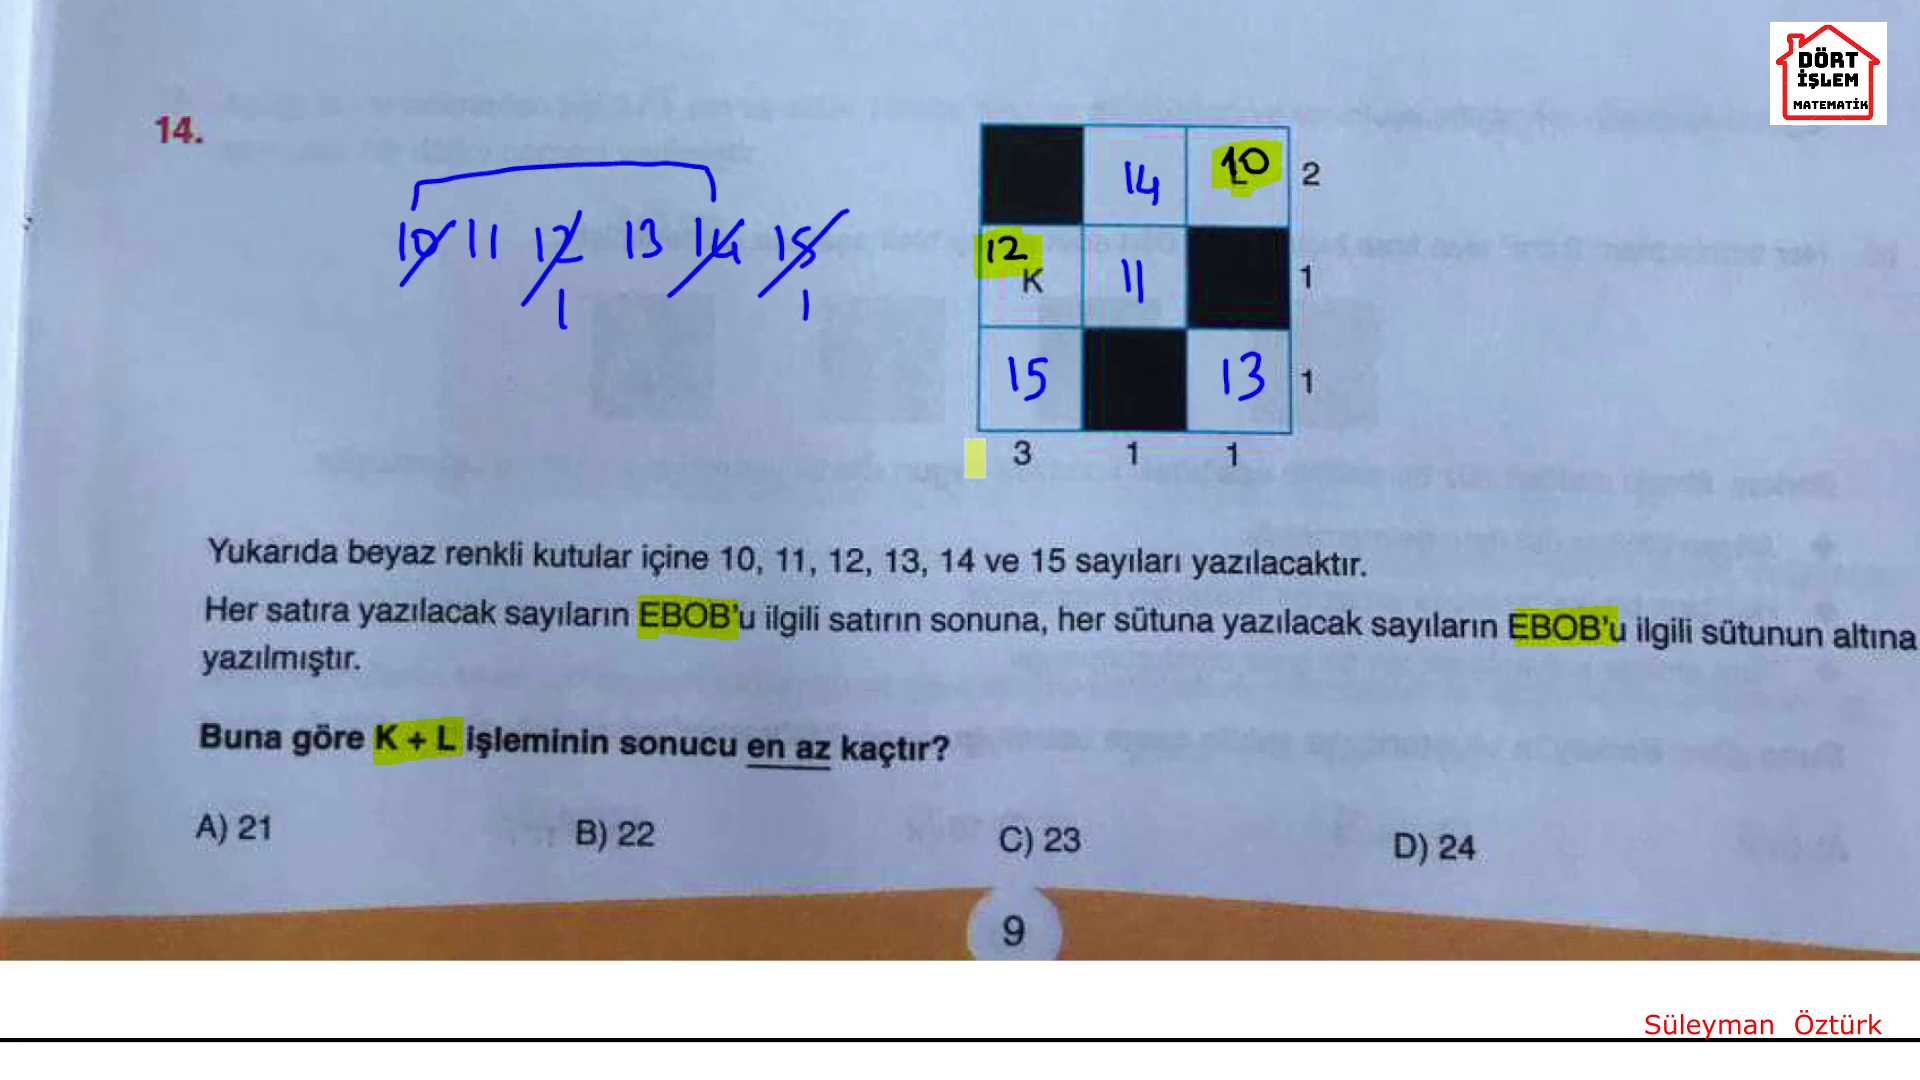 DÖRT
İŞLEM
MATEMATİK
14.
10 11 12 13 14 15
1 1
14 10 2
12
K 11 1
15 13 1
3 1 1
Yukarıda beyaz renkli kutular içine 10, 11, 12, 13, 14 ve 15 sayıları yazılacaktır.
Her satıra yazılacak sayıların EBOB'u ilgili satırın sonuna, her sütuna yazılacak sayıların EBOB'u ilgili sütunun altına
yazılmıştır.
Buna göre K + L işleminin sonucu en az kaçtır?
A) 21 B) 22 C) 23 D) 24
9
Süleyman Öztürk